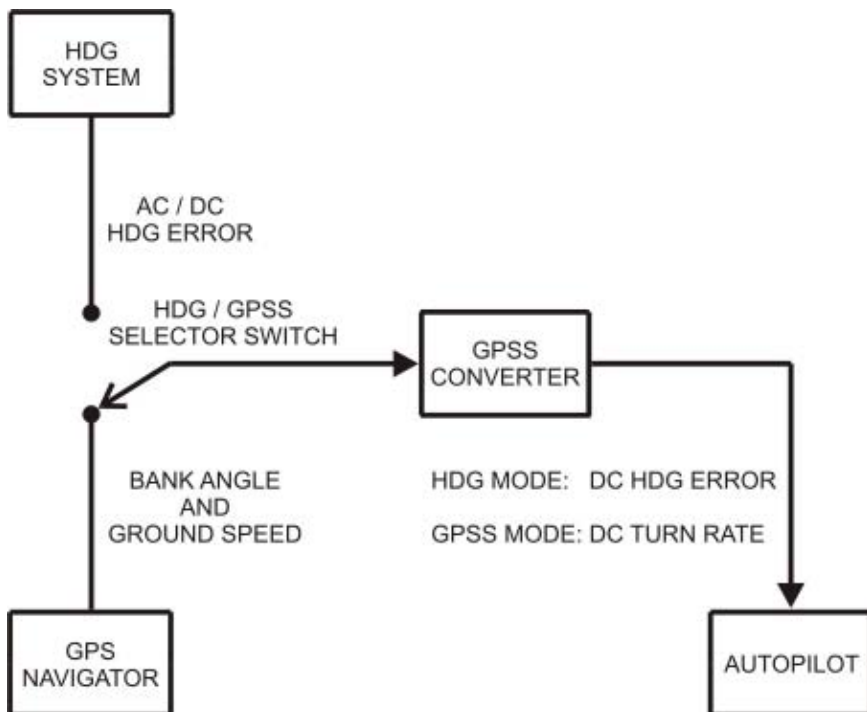 HDG
SYSTEM
AC / DC
HDG ERROR
HDG / GPSS
SELECTOR SWITCH
GPSS
CONVERTER
BANK ANGLE
AND
GROUND SPEED
HDG MODE: DC HDG ERROR
GPSS MODE: DC TURN RATE
GPS
NAVIGATOR
AUTOPILOT